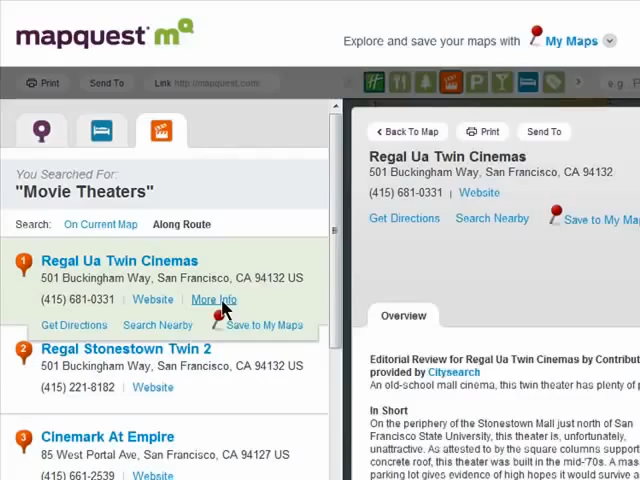 mapquest mq
Explore and save your maps with My Maps
Print Send To Link http://mapquest.com/ P e g
You Searched For:
"Movie Theaters"
Search: On Current Map Along Route
1 Regal Ua Twin Cinemas
501 Buckingham Way, San Francisco, CA 94132 US
(415) 681-0331 Website More Info
Get Directions Search Nearby Save to My Maps
2 Regal Stonestown Twin 2
501 Buckingham Way, San Francisco, CA 94132 US
(415) 221-8182 Website
3 Cinemark At Empire
85 West Portal Ave, San Francisco, CA 94127 US
(415) 661-2539 Website
Back To Map Print Send To
Regal Ua Twin Cinemas
501 Buckingham Way, San Francisco, CA 94132
(415) 681-0331 Website
Get Directions Search Nearby Save to My Ma
Overview
Editorial Review for Regal Ua Twin Cinemas by Contribut
provided by Citysearch
An old-school mall cinema, this twin theater has plenty of p
In Short
On the periphery of the Stonestown Mall just north of San
Francisco State University, this theater is, unfortunately,
unattractive. As attested to by the square columns support
concrete roof, this theater was built in the mid-'70s. A mas
parking lot gives evidence of high hopes it would survive a